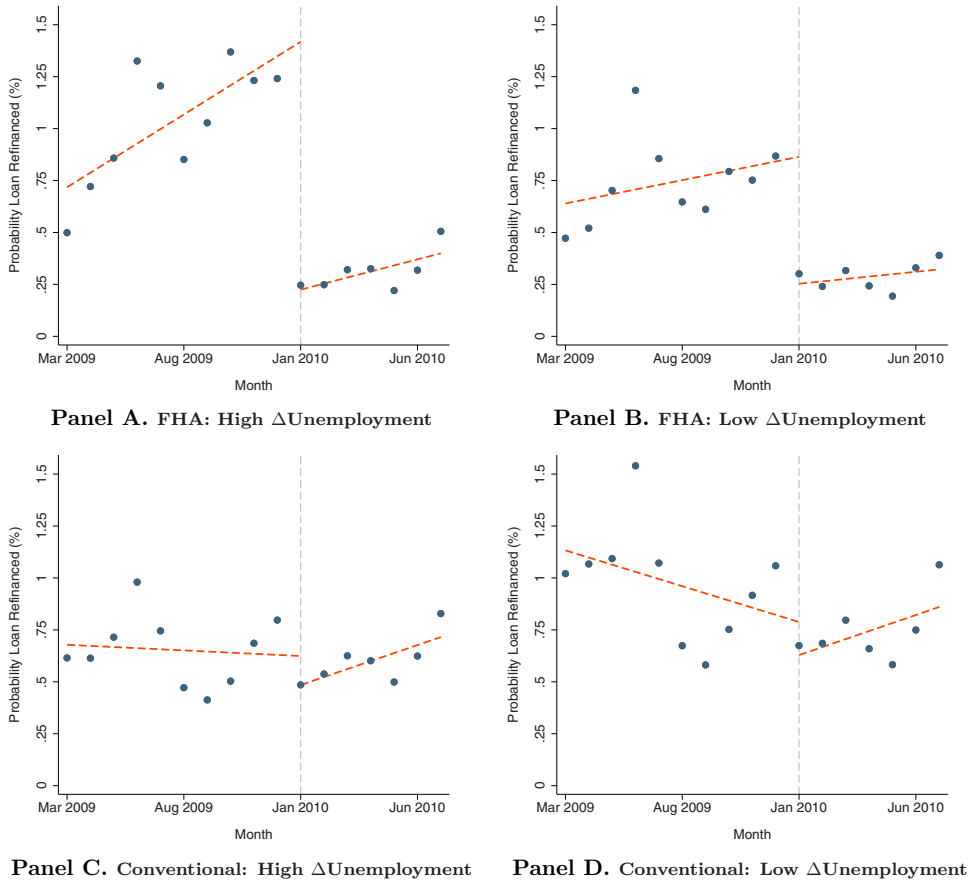 Probability Loan Refinanced (%)
1.5
1.25
1
.75
.5
.25
0
Mar 2009 Aug 2009 Jan 2010 Jun 2010
Month
Panel A. FHA: High ΔUnemployment
Probability Loan Refinanced (%)
1.5
1.25
1
.75
.5
.25
0
Mar 2009 Aug 2009 Jan 2010 Jun 2010
Month
Panel B. FHA: Low ΔUnemployment
Probability Loan Refinanced (%)
1.5
1.25
1
.75
.5
.25
0
Mar 2009 Aug 2009 Jan 2010 Jun 2010
Month
Panel C. Conventional: High ΔUnemployment
Probability Loan Refinanced (%)
1.5
1.25
1
.75
.5
.25
0
Mar 2009 Aug 2009 Jan 2010 Jun 2010
Month
Panel D. Conventional: Low ΔUnemployment